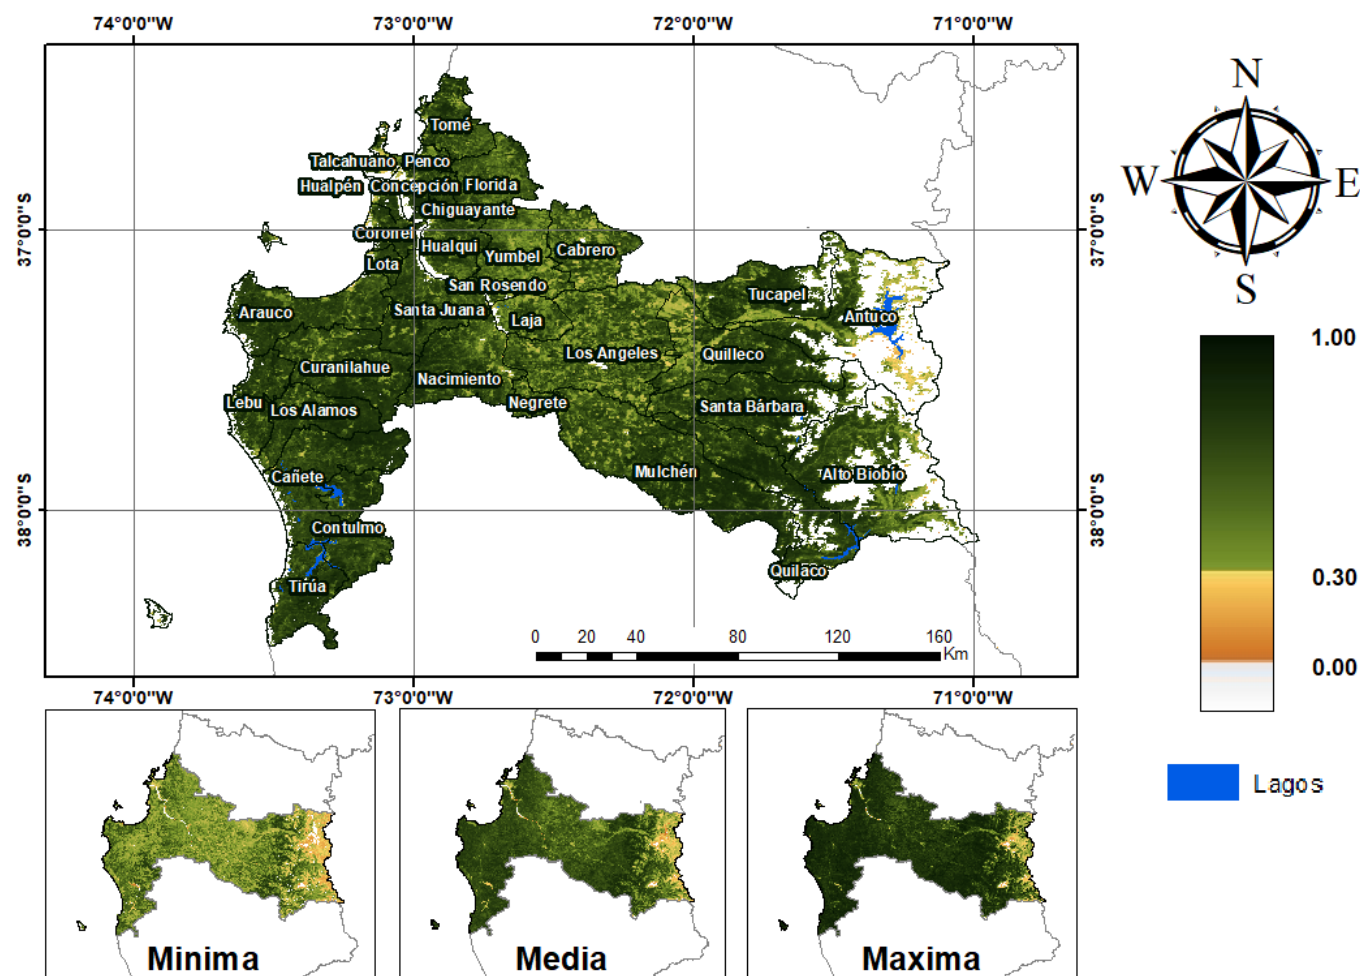 74°0'0"W 73°0'0"W 72°0'0"W 71°0'0"W
N
W E
S
37°0'0"S 37°0'0"S
38°0'0"S 38°0'0"S
Tomé
Talcahuano Penco
Hualpén Concepción Florida
Chiguayante
Coronel
Hualqui
Yumbel
Cabrero
Lota
San Rosendo
Tucapel
Arauco
Santa Juana
Laja
Antuco
Los Angeles
Quilleco
Curanilahue
Nacimiento
Lebu
Los Alamos
Negrete
Santa Bárbara
Cañete
Mulchén
Alto Biobío
Contulmo
Quilaco
Tirúa
0 20 40 80 120 160
Km
74°0'0"W 73°0'0"W 72°0'0"W 71°0'0"W
1.00
0.30
0.00
Lagos
Minima
Media
Maxima